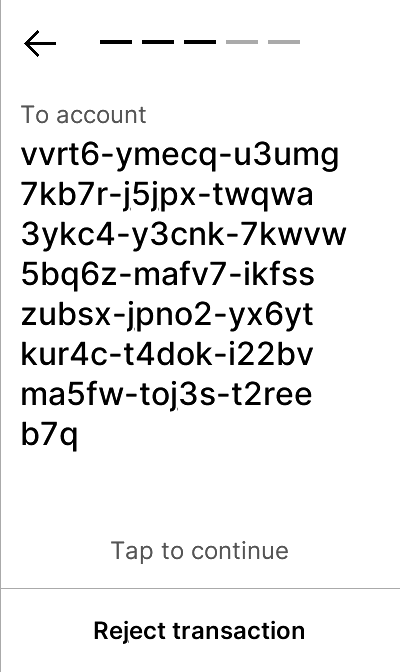 To account
vvrt6-ymecq-u3umg
7kb7r-j5jpx-twqwa
3ykc4-y3cnk-7kwvw
5bq6z-mafv7-ikfss
zubsx-jpno2-yx6yt
kur4c-t4dok-i22bv
ma5fw-toj3s-t2ree
b7q
Tap to continue
Reject transaction